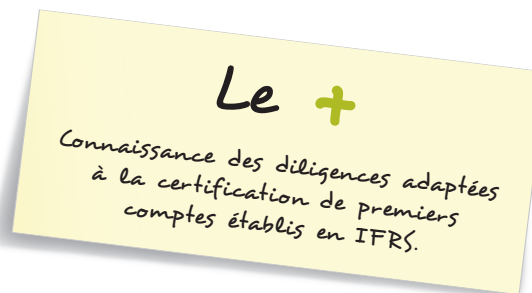 Le +
Connaissance des diligences adaptées
à la certification de premiers
comptes établis en IFRS.